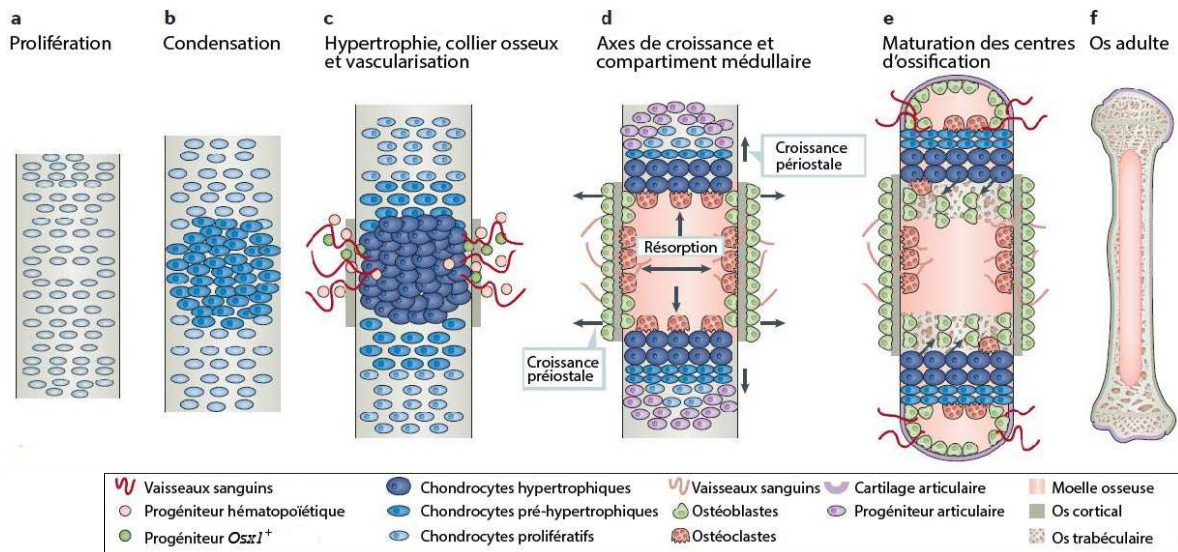 a
Prolifération
b
Condensation
c
Hypertrophie, collier osseux
et vascularisation
d
Axes de croissance et
compartiment médullaire
e
Maturation des centres
d'ossification
f
Os adulte
Croissance
périostale
Résorption
Croissance
préiostale
Vaisseaux sanguins
Progéniteur hématopoïétique
Progéniteur Osx1+
Chondrocytes hypertrophiques
Chondrocytes pré-hypertrophiques
Chondrocytes prolifératifs
Vaisseaux sanguins
Ostéoblastes
Ostéoclastes
Cartilage articulaire
Progéniteur articulaire
Moelle osseuse
Os cortical
Os trabéculaire